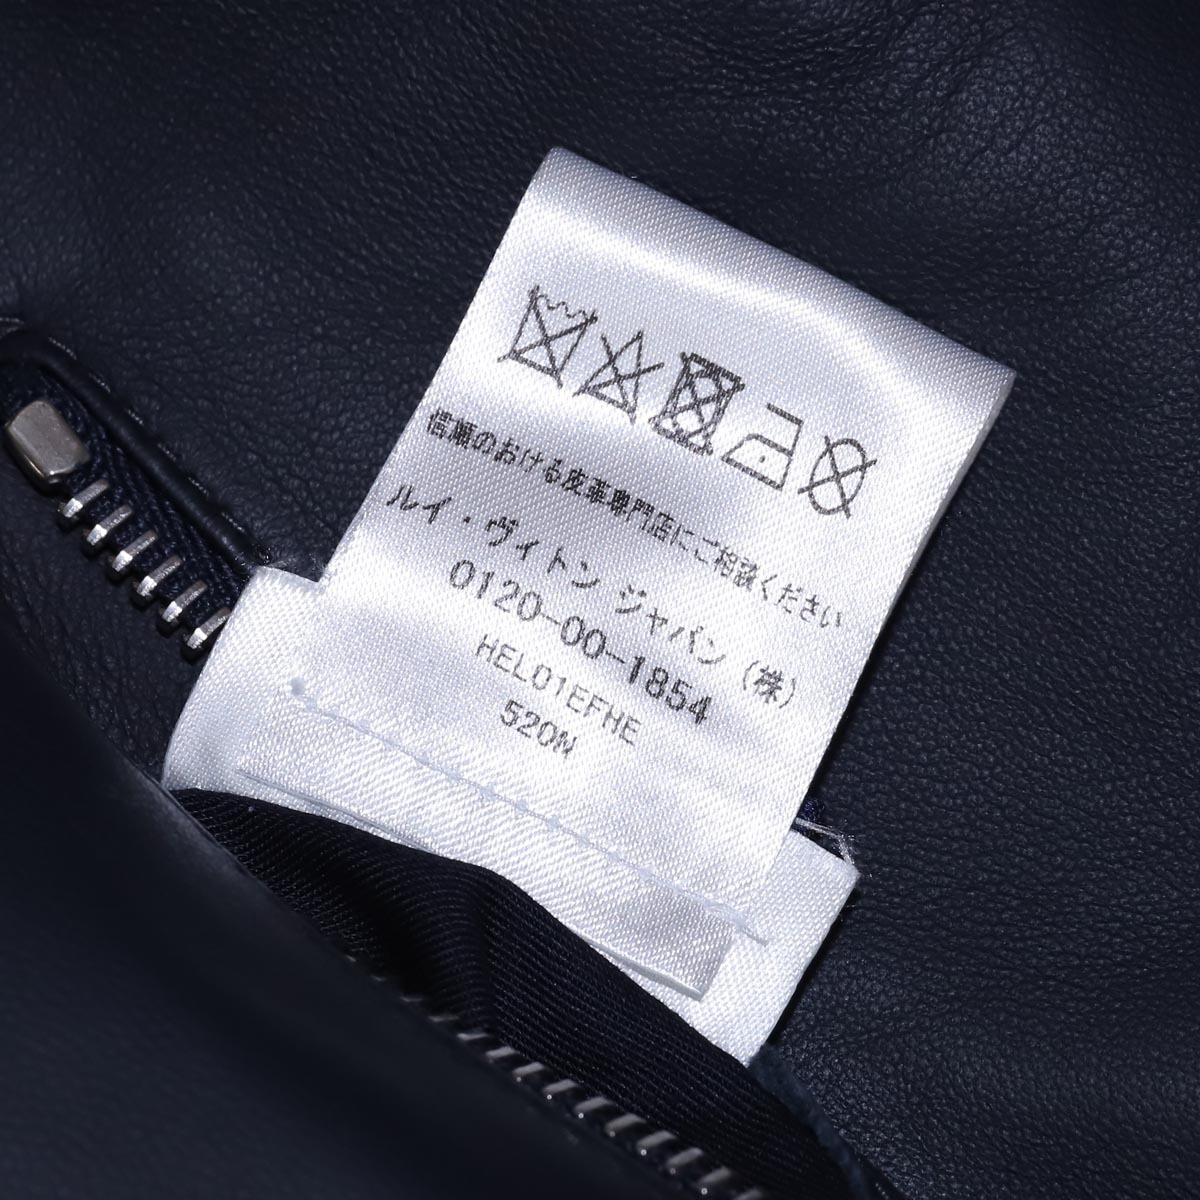 信頼のおける皮革専門店にご相談ください
ルイ・ヴィトン ジャパン (株)
0120-00-1854
HEL01EFHE
520N